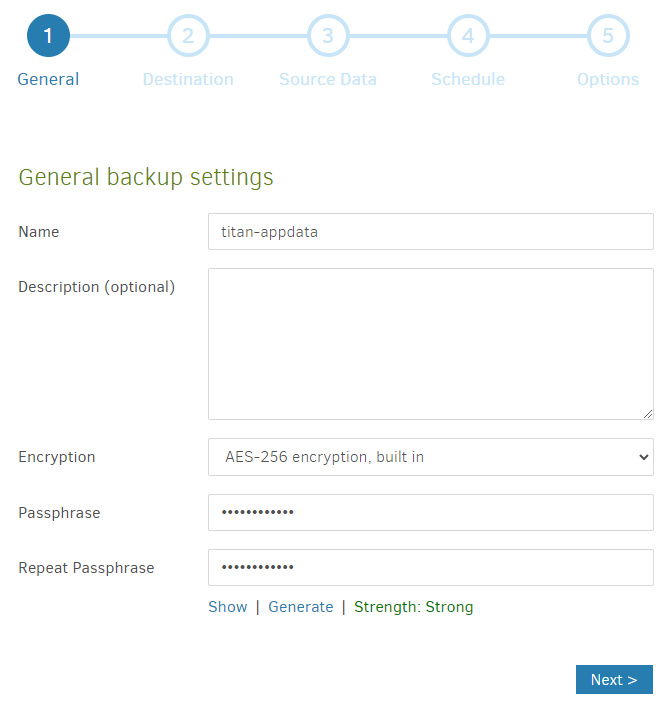 1 2 3 4 5
General Destination Source Data Schedule Options
General backup settings
Name titan-appdata
Description (optional)
Encryption AES-256 encryption, built in
Passphrase ••••••••••••
Repeat Passphrase ••••••••••••
Show | Generate | Strength: Strong
Next >